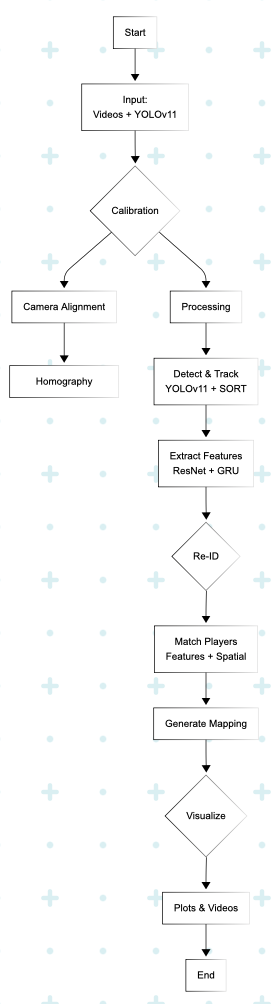 Start
Input:
Videos + YOLOv11
Calibration
Camera Alignment
Processing
Homography
Detect & Track
YOLOv11 + SORT
Extract Features
ResNet + GRU
Re-ID
Match Players
Features + Spatial
Generate Mapping
Visualize
Plots & Videos
End